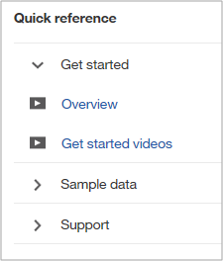 Quick reference
Get started
Overview
Get started videos
Sample data
Support